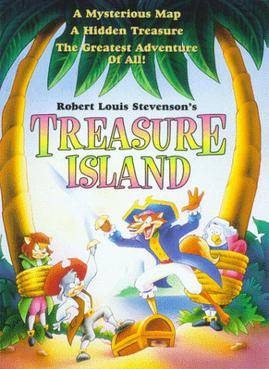 A Mysterious Map
A Hidden Treasure
The Greatest Adventure
Of All!
Robert Louis Stevenson's
TREASURE
ISLAND